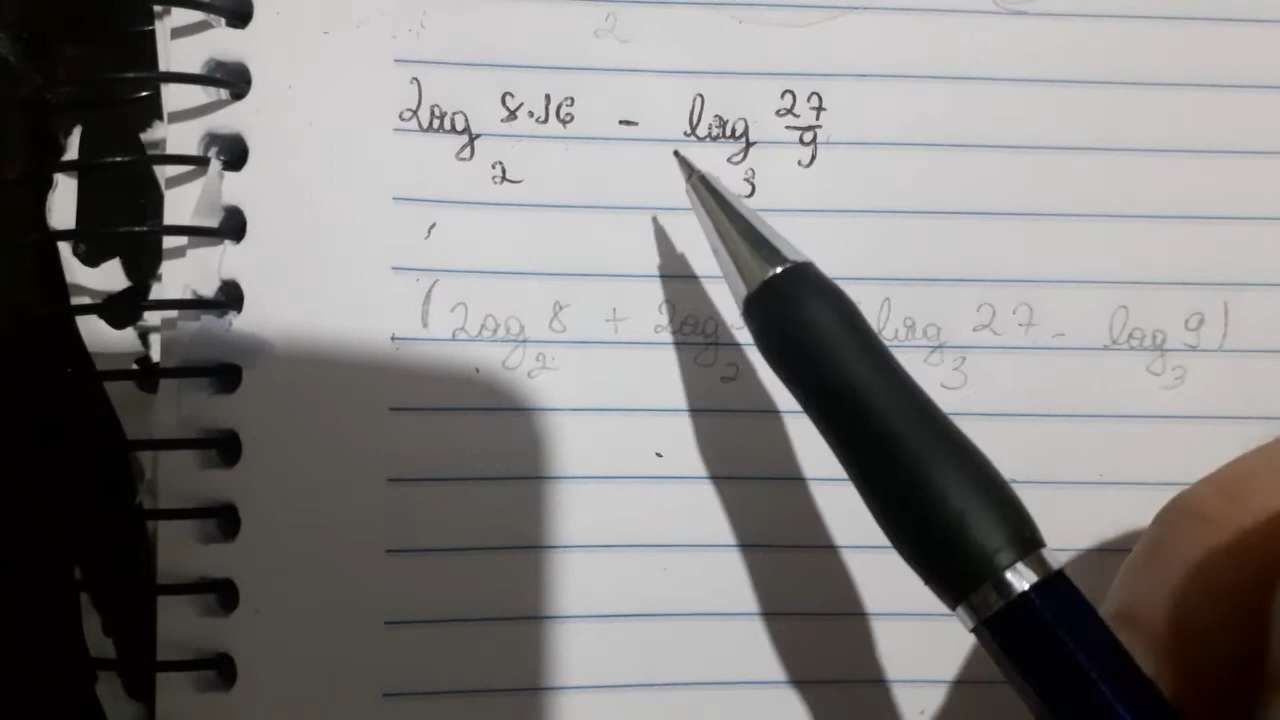 2
log₂ 8.16 - log₃ 27/9
(log₂ 8 + log₂ log₃ 27 - log₃ 9)